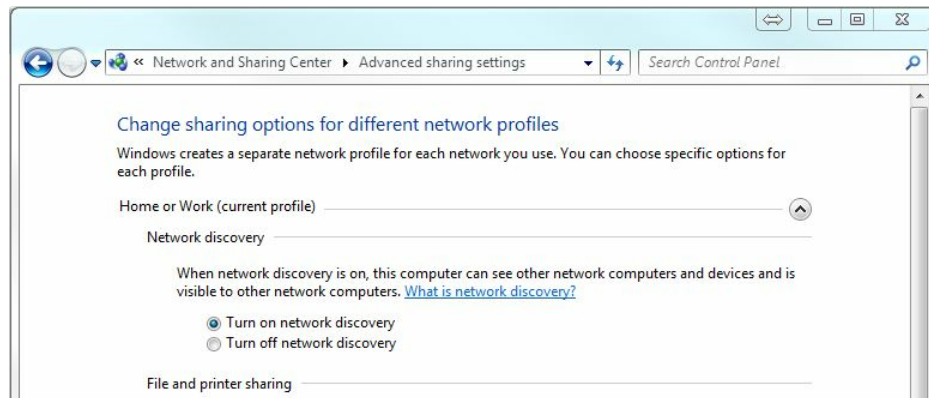 « Network and Sharing Center ▸ Advanced sharing settings
Search Control Panel
Change sharing options for different network profiles
Windows creates a separate network profile for each network you use. You can choose specific options for
each profile.
Home or Work (current profile)
Network discovery
When network discovery is on, this computer can see other network computers and devices and is
visible to other network computers. What is network discovery?
Turn on network discovery
Turn off network discovery
File and printer sharing